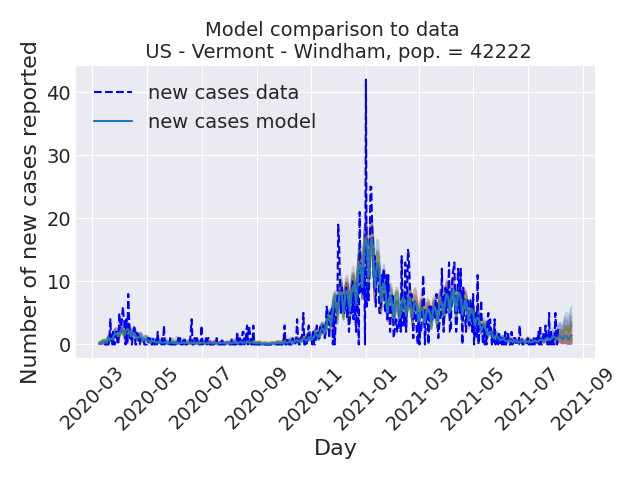 Model comparison to data
US - Vermont - Windham, pop. = 42222
Number of new cases reported
40
30
20
10
0
new cases data
new cases model
2020-03
2020-05
2020-07
2020-09
2020-11
2021-01
2021-03
2021-05
2021-07
2021-09
Day